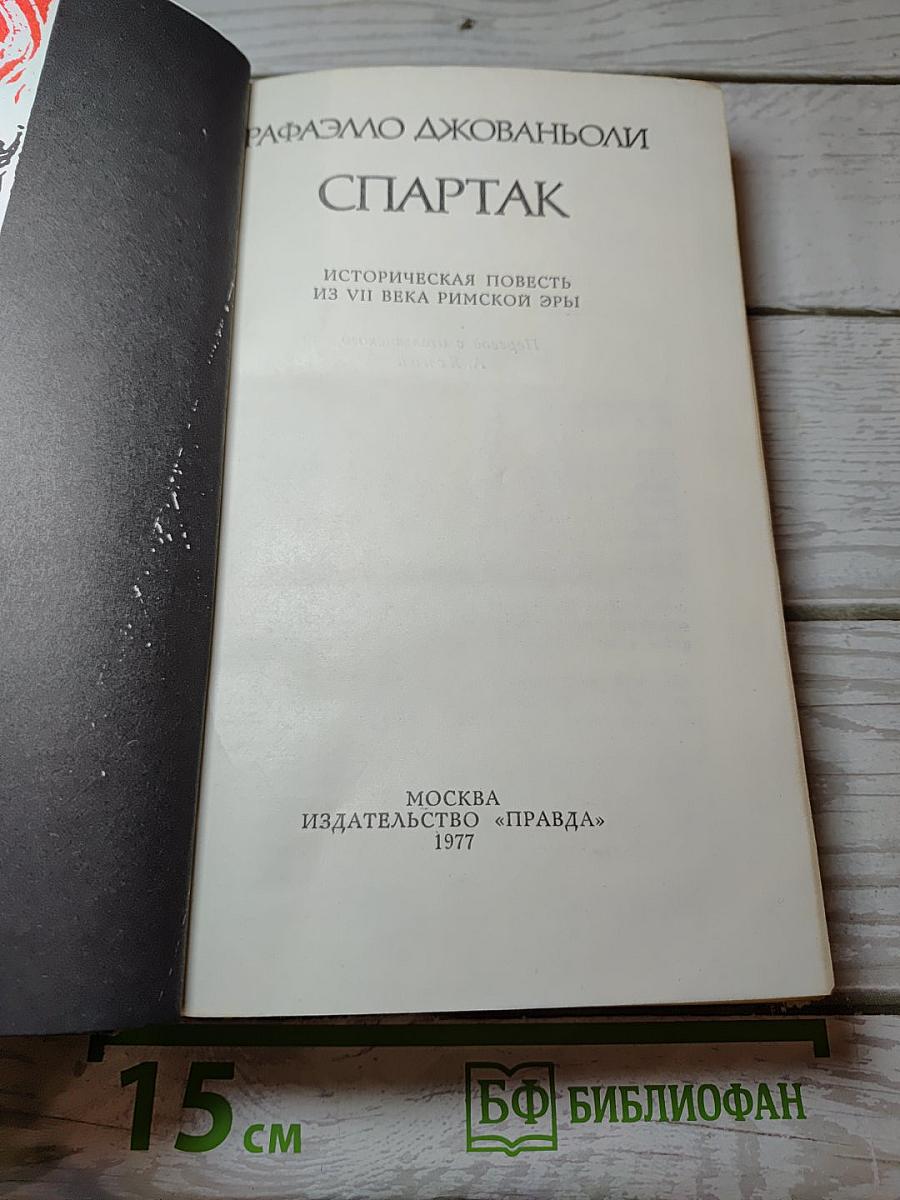 РАФАЭЛЛО ДЖОВАНЬОЛИ
СПАРТАК
ИСТОРИЧЕСКАЯ ПОВЕСТЬ
ИЗ VII ВЕКА РИМСКОЙ ЭРЫ
МОСКВА
ИЗДАТЕЛЬСТВО «ПРАВДА»
1977
15 СМ
БФ БИБЛИОФАН